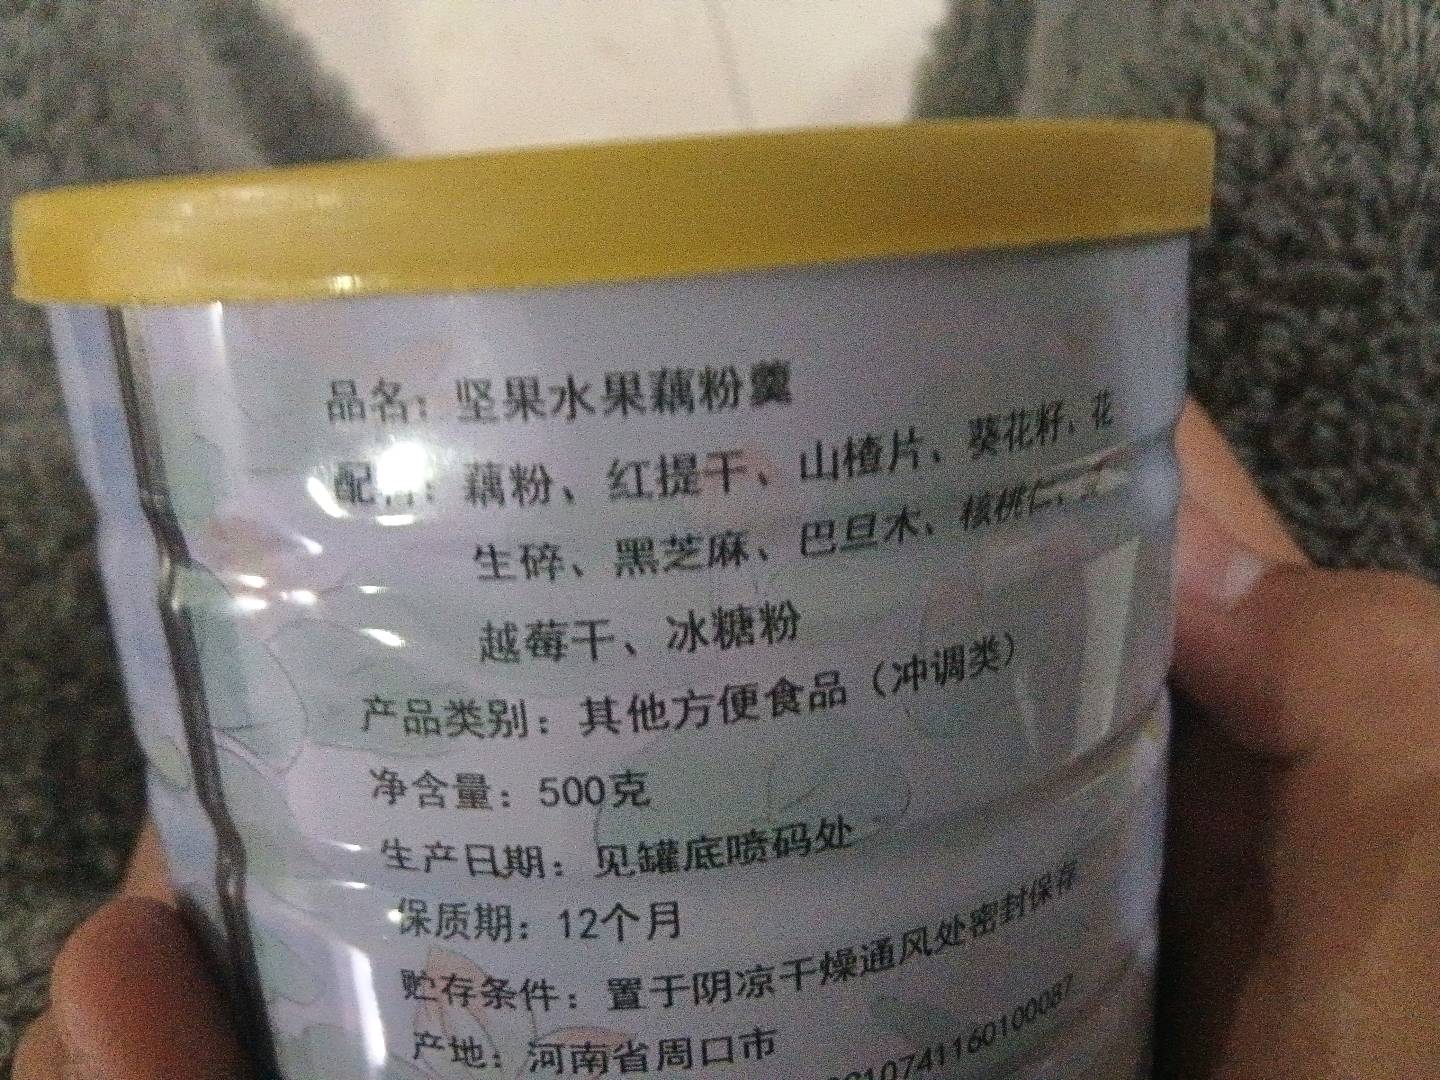 品名：坚果水果藕粉羹
配料：藕粉、红提干、山楂片、葵花籽、花
生碎、黑芝麻、巴旦木、核桃仁、
越莓干、冰糖粉
产品类别：其他方便食品（冲调类）
净含量：500克
生产日期：见罐底喷码处
保质期：12个月
贮存条件：置于阴凉干燥通风处密封保存
产地：河南省周口市
10741160100087